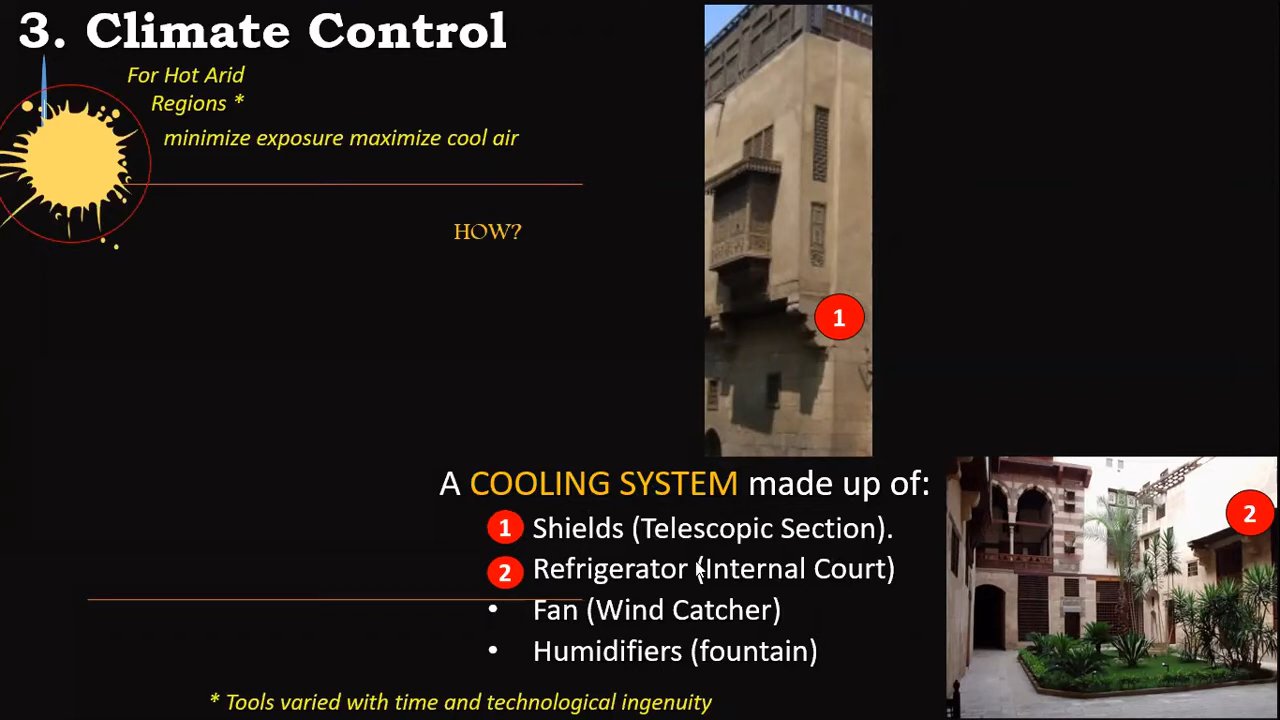 3. Climate Control
For Hot Arid
Regions *
minimize exposure maximize cool air
HOW?
1
A COOLING SYSTEM made up of:
1 Shields (Telescopic Section).
2 Refrigerator (Internal Court)
• Fan (Wind Catcher)
• Humidifiers (fountain)
2
* Tools varied with time and technological ingenuity